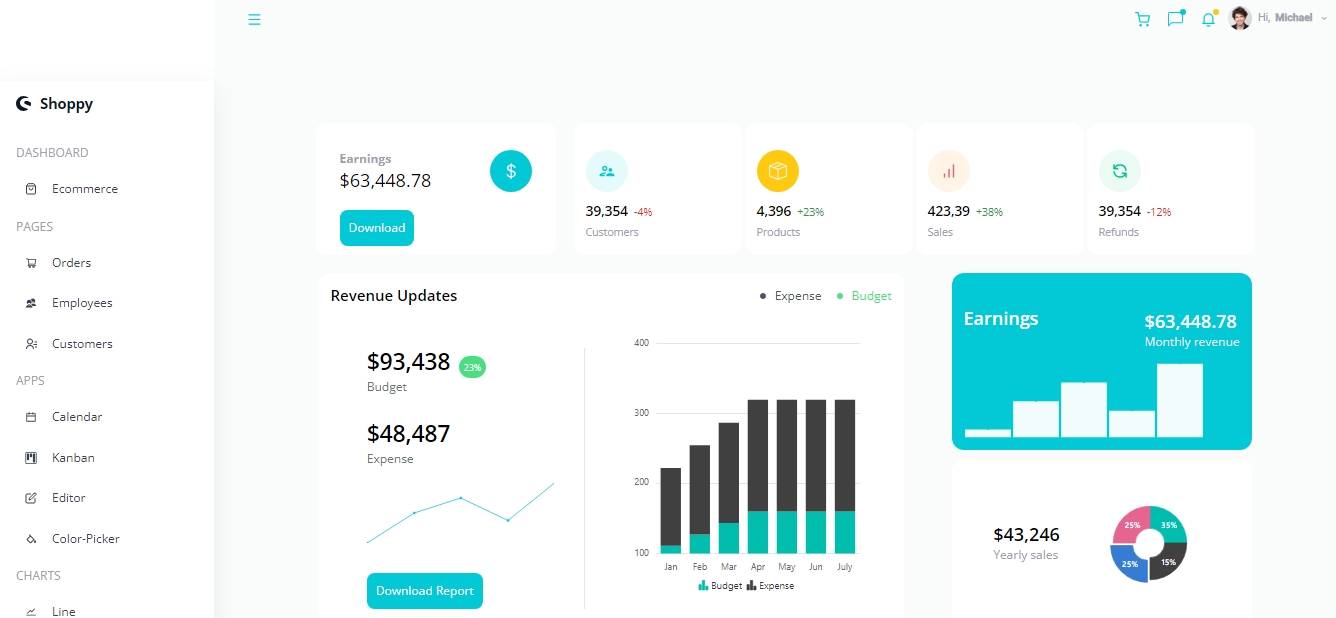 Hi, Michael
Shoppy
DASHBOARD
Ecommerce
PAGES
Orders
Employees
Customers
APPS
Calendar
Kanban
Editor
Color-Picker
CHARTS
Line
Earnings
$63,448.78
$
Download
39,354 -4%
Customers
4,396 +23%
Products
423,39 +38%
Sales
39,354 -12%
Refunds
Revenue Updates
Expense
Budget
$93,438 23%
Budget
$48,487
Expense
Download Report
400
300
200
100
Jan Feb Mar Apr May Jun July
Budget Expense
Earnings
$63,448.78
Monthly revenue
$43,246
Yearly sales
25% 35%
25% 15%